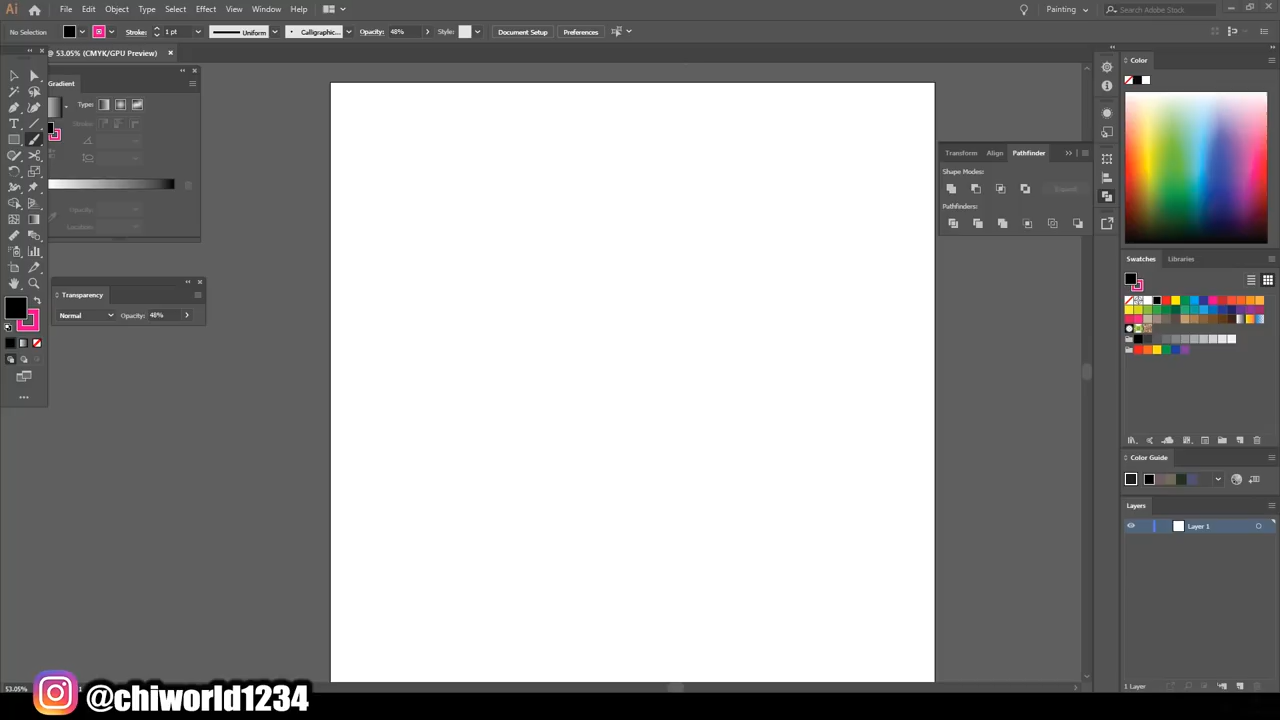 Ai File Edit Object Type Select Effect View Window Help Painting Search Adobe Stock
No Selection Stroke: 1 pt Uniform Calligraphic... Opacity: 48% Style: Document Setup Preferences
@ 53.05% (CMYK/GPU Preview)
Gradient
Type:
Stroke:
Opacity:
Location:
Transparency
Normal Opacity: 48%
Transform Align Pathfinder
Shape Modes:
Expand
Pathfinders:
Color
Swatches Libraries
Color Guide
Layers
Layer 1
1 Layer
53.05%
@chiworld1234